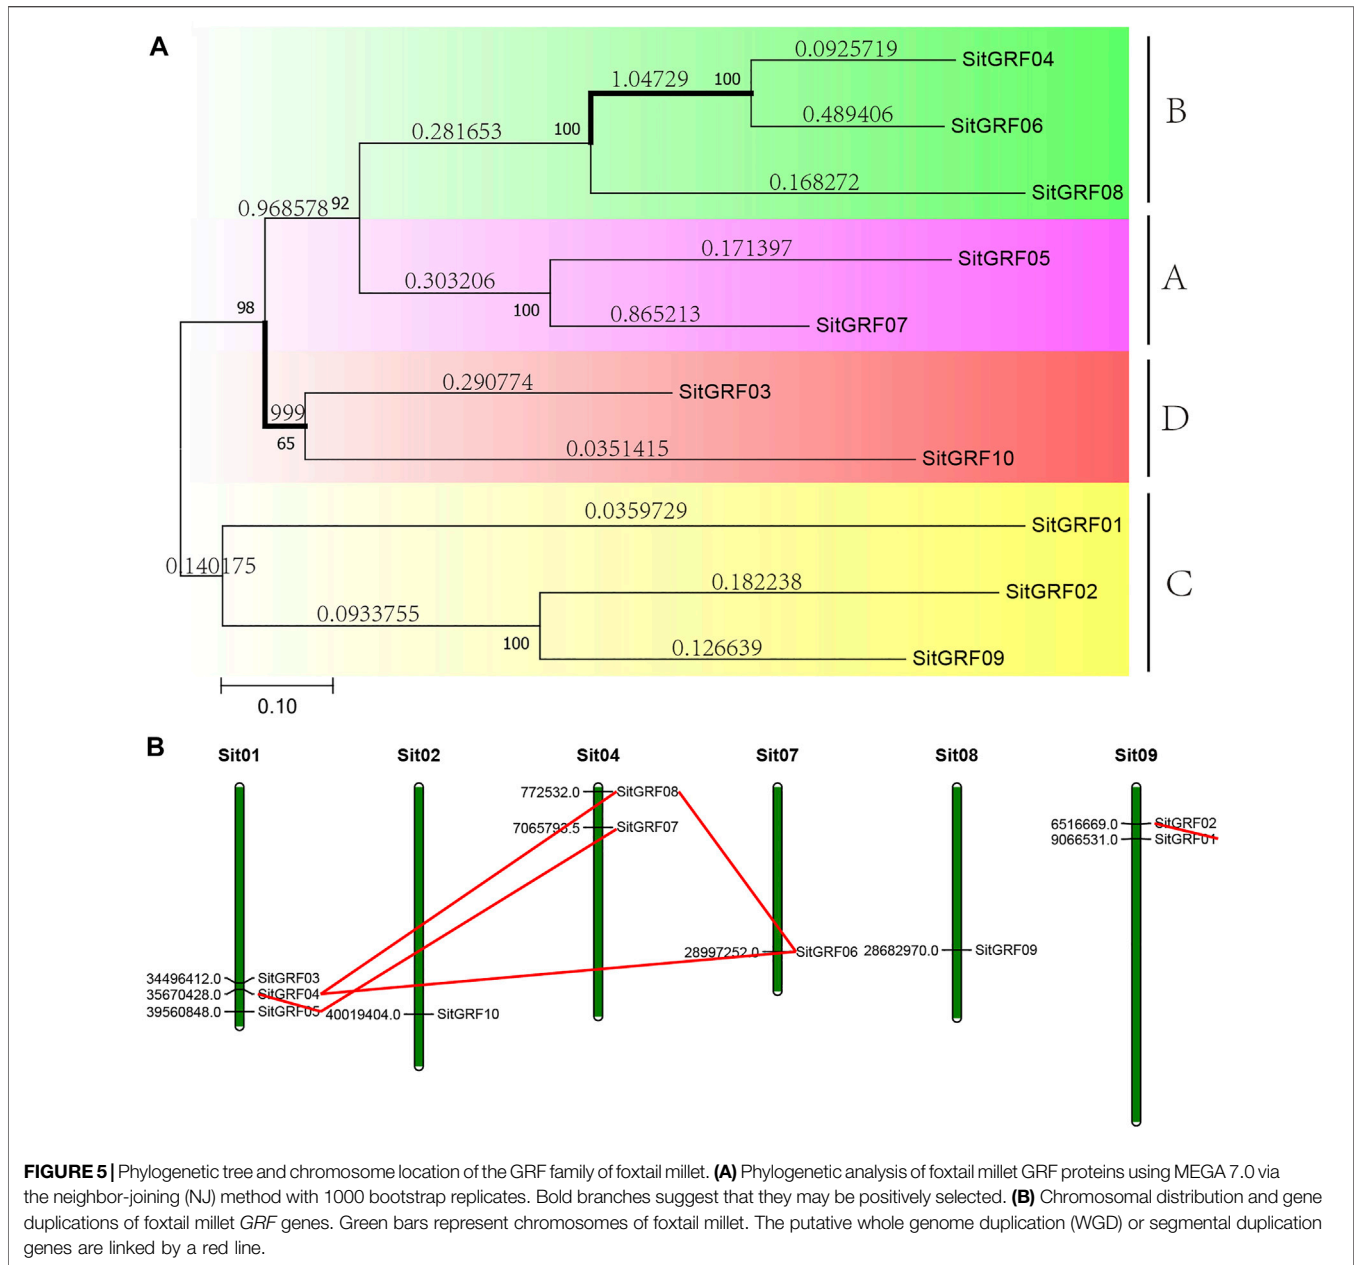 A
0.0925719
SitGRF04
1.04729
100
B
0.489406
SitGRF06
0.281653
100
0.168272
SitGRF08
0.968578
92
0.171397
SitGRF05
0.303206
A
100
0.865213
SitGRF07
98
0.290774
SitGRF03
999
D
65
0.0351415
SitGRF10
0.0359729
SitGRF01
0.140175
0.182238
SitGRF02
C
0.0933755
100
0.126639
SitGRF09
0.10
B
Sit01
Sit02
Sit04
Sit07
Sit08
Sit09
772532.0
SitGRF08
7065793.5
SitGRF07
6516669.0
SitGRF02
9066531.0
SitGRF01
28997252.0
SitGRF06
28682970.0
SitGRF09
34496412.0
SitGRF03
35670428.0
SitGRF04
39560848.0
SitGRF05
40019404.0
SitGRF10
FIGURE 5 | Phylogenetic tree and chromosome location of the GRF family of foxtail millet. (A) Phylogenetic analysis of foxtail millet GRF proteins using MEGA 7.0 via
the neighbor-joining (NJ) method with 1000 bootstrap replicates. Bold branches suggest that they may be positively selected. (B) Chromosomal distribution and gene
duplications of foxtail millet GRF genes. Green bars represent chromosomes of foxtail millet. The putative whole genome duplication (WGD) or segmental duplication
genes are linked by a red line.